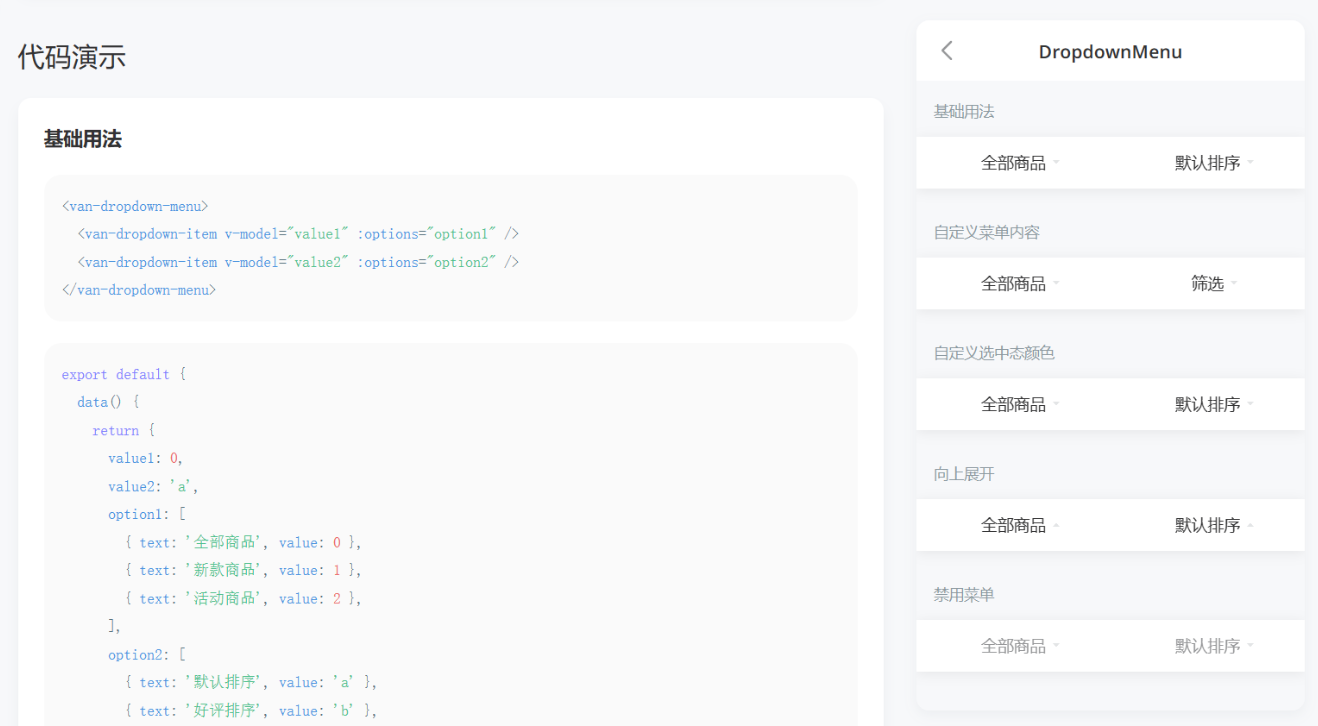 代码演示
基础用法
<van-dropdown-menu>
  <van-dropdown-item v-model="value1" :options="option1" />
  <van-dropdown-item v-model="value2" :options="option2" />
</van-dropdown-menu>
export default {
  data() {
    return {
      value1: 0,
      value2: 'a',
      option1: [
        { text: '全部商品', value: 0 },
        { text: '新款商品', value: 1 },
        { text: '活动商品', value: 2 },
      ],
      option2: [
        { text: '默认排序', value: 'a' },
        { text: '好评排序', value: 'b' },
DropdownMenu
基础用法
全部商品 默认排序
自定义菜单内容
全部商品 筛选
自定义选中态颜色
全部商品 默认排序
向上展开
全部商品 默认排序
禁用菜单
全部商品 默认排序